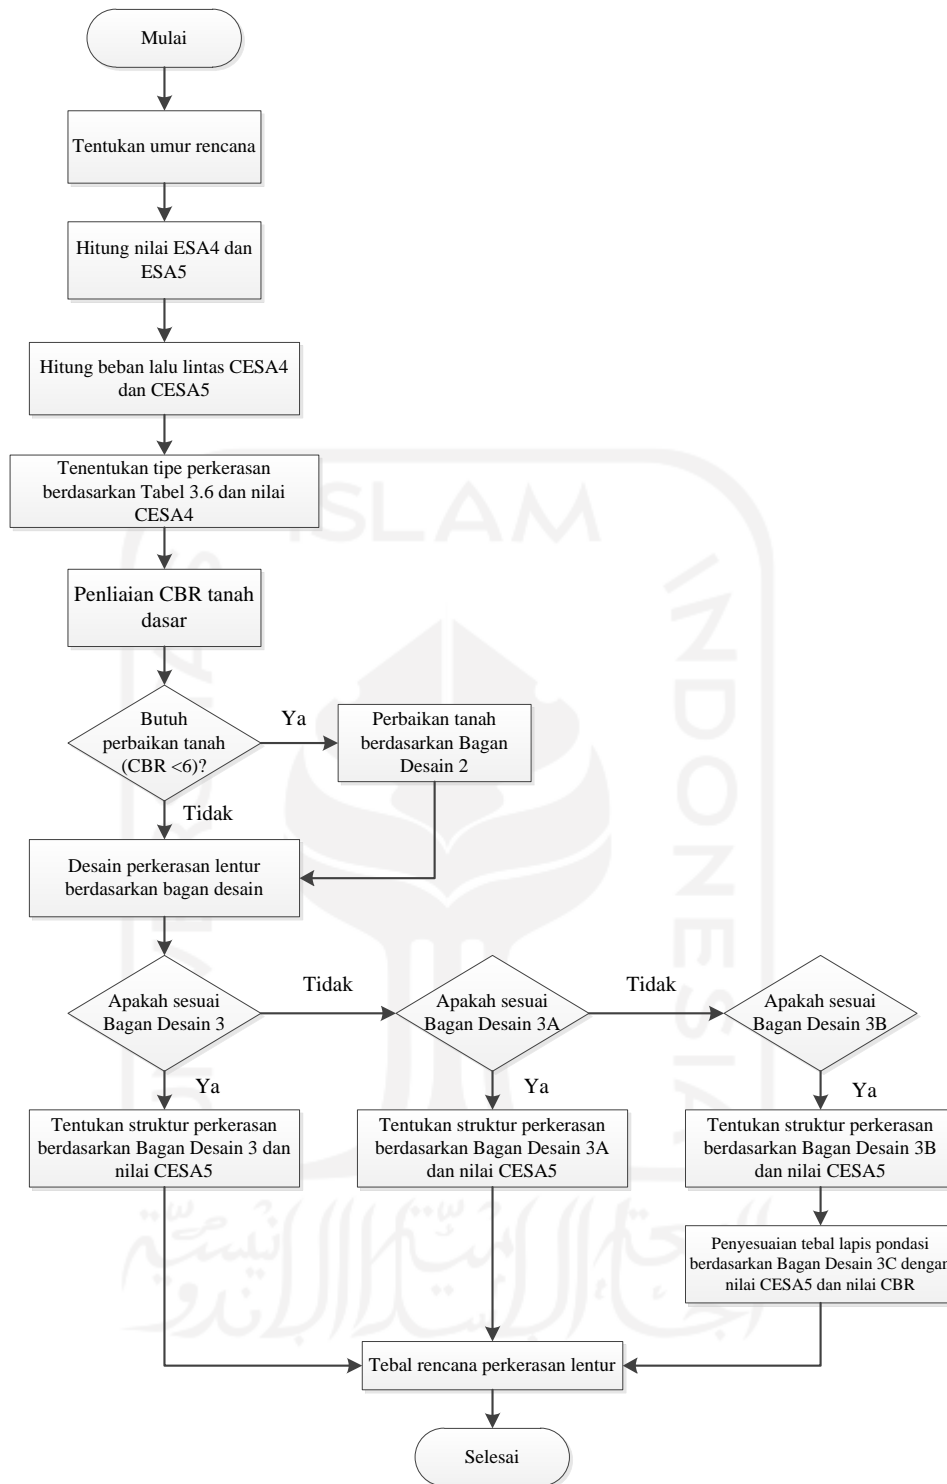 Mulai
Tentukan umur rencana
Hitung nilai ESA4 dan
ESA5
Hitung beban lalu lintas CESA4
dan CESA5
Tenentukan tipe perkerasan
berdasarkan Tabel 3.6 dan nilai
CESA4
Penliaian CBR tanah
dasar
Butuh
perbaikan tanah
(CBR <6)?
Ya
Perbaikan tanah
berdasarkan Bagan
Desain 2
Tidak
Desain perkerasan lentur
berdasarkan bagan desain
Apakah sesuai
Bagan Desain 3
Tidak
Apakah sesuai
Bagan Desain 3A
Tidak
Apakah sesuai
Bagan Desain 3B
Ya
Ya
Ya
Tentukan struktur perkerasan
berdasarkan Bagan Desain 3 dan
nilai CESA5
Tentukan struktur perkerasan
berdasarkan Bagan Desain 3A
dan nilai CESA5
Tentukan struktur perkerasan
berdasarkan Bagan Desain 3B
dan nilai CESA5
Penyesuaian tebal lapis pondasi
berdasarkan Bagan Desain 3C dengan
nilai CESA5 dan nilai CBR
Tebal rencana perkerasan lentur
Selesai
ISLAM
INDONESIA